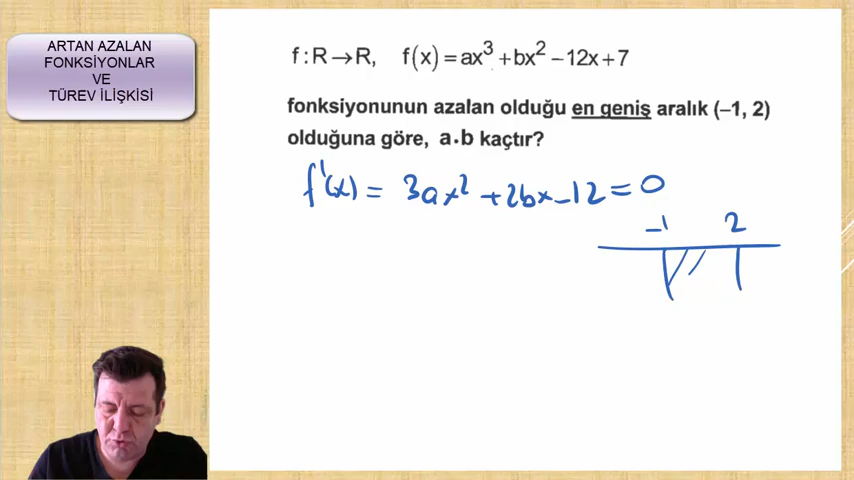 ARTAN AZALAN
FONKSİYONLAR
VE
TÜREV İLİŞKİSİ
f : R → R, f(x) = ax³ + bx² − 12x + 7
fonksiyonunun azalan olduğu en geniş aralık (−1, 2)
olduğuna göre, a.b kaçtır?
f'(x) = 3ax² + 2bx − 12 = 0
−1 2